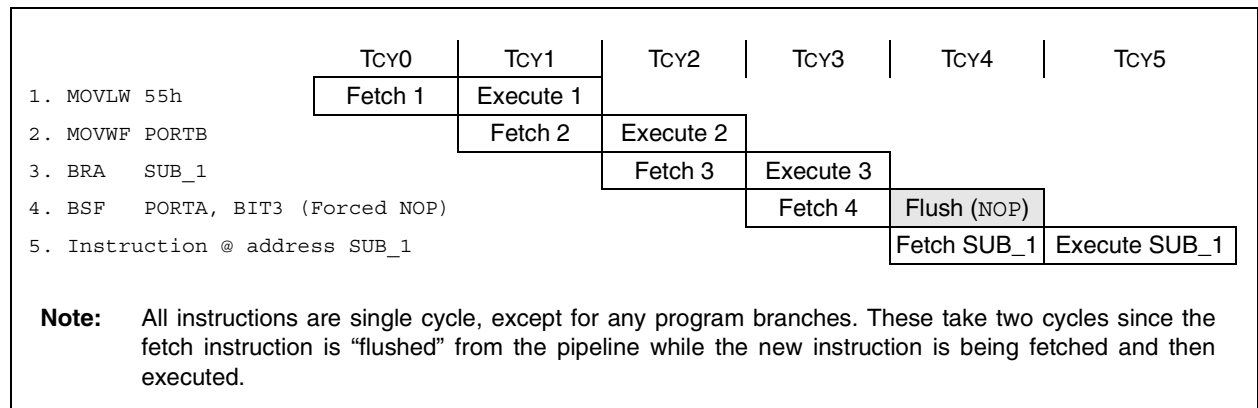 TCY0 TCY1 TCY2 TCY3 TCY4 TCY5
1. MOVLW 55h Fetch 1 Execute 1
2. MOVWF PORTB Fetch 2 Execute 2
3. BRA SUB_1 Fetch 3 Execute 3
4. BSF PORTA, BIT3 (Forced NOP) Fetch 4 Flush (NOP)
5. Instruction @ address SUB_1 Fetch SUB_1 Execute SUB_1
Note: All instructions are single cycle, except for any program branches. These take two cycles since the
fetch instruction is “flushed” from the pipeline while the new instruction is being fetched and then
executed.